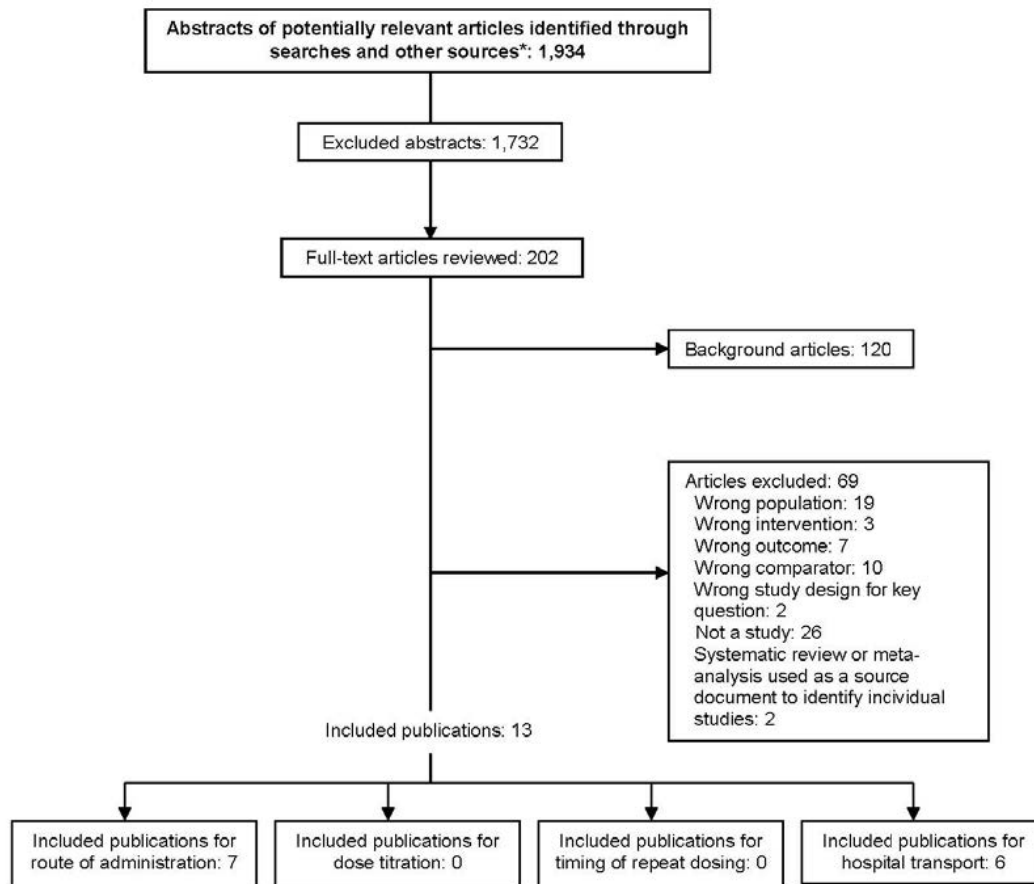 Abstracts of potentially relevant articles identified through
searches and other sources*: 1,934
Excluded abstracts: 1,732
Full-text articles reviewed: 202
Background articles: 120
Articles excluded: 69
Wrong population: 19
Wrong intervention: 3
Wrong outcome: 7
Wrong comparator: 10
Wrong study design for key
question: 2
Not a study: 26
Systematic review or meta-
analysis used as a source
document to identify individual
studies: 2
Included publications: 13
Included publications for
route of administration: 7
Included publications for
dose titration: 0
Included publications for
timing of repeat dosing: 0
Included publications for
hospital transport: 6